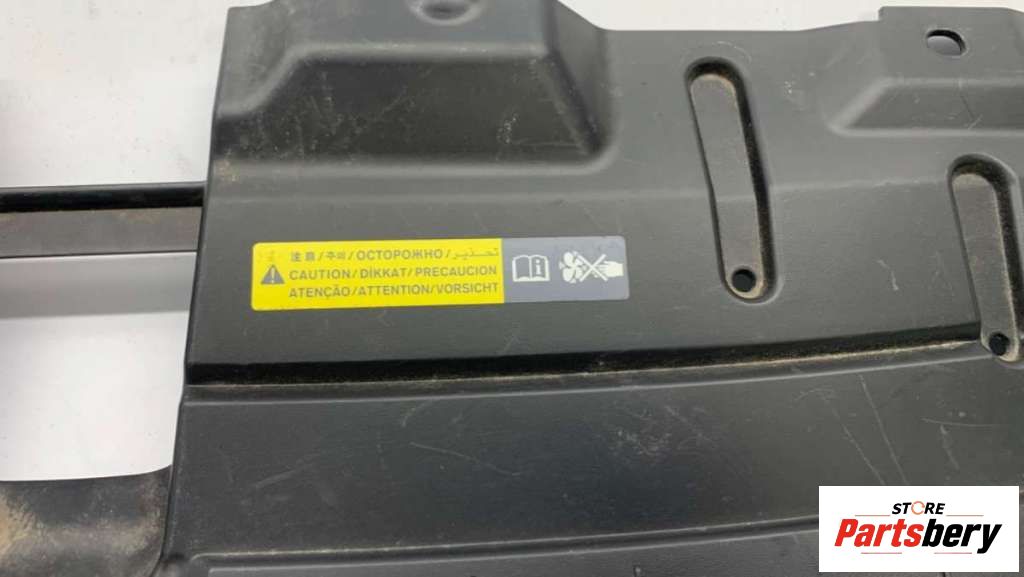 注意/주의/ОСТОРОЖНО/تحذير
CAUTION/DİKKAT/PRECAUCION
ATENÇÃO/ATTENTION/VORSICHT
STORE
Partsbery